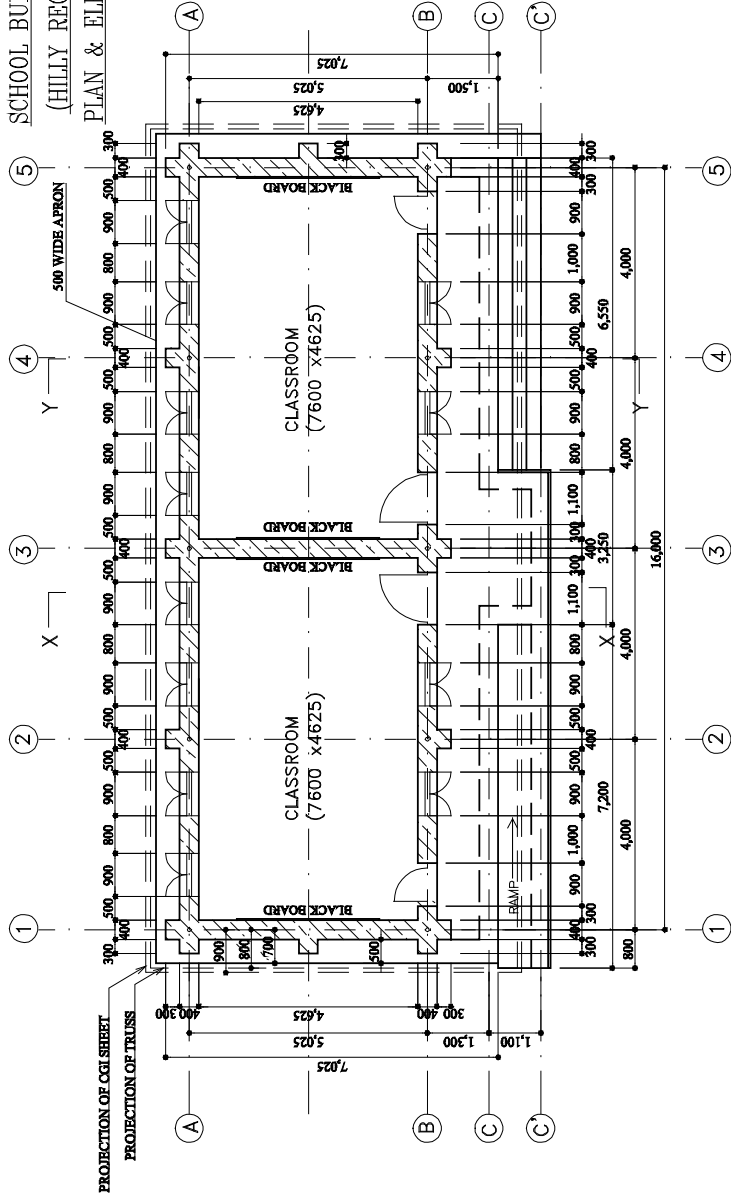 SCHOOL BUI
(HILLY REG
PLAN & ELE
1 2 3 4 5
X Y
500 WIDE APRON
PROJECTION OF CGI SHEET
PROJECTION OF TRUSS
300 400 500 900 800 900 500 400 500 900 800 900 500 400 500 900 800 900 500 400 500 900 800 900 500 400 300
A A
B B
C C
C' C'
7,025 5,025 4,625 1,500
300
BLACK BOARD
BLACK BOARD
BLACK BOARD
BLACK BOARD
CLASSROOM
(7600 x4625)
CLASSROOM
(7600 x4625)
900 800 700 500
300 400 4,625 400 300
5,025 1,300 1,100
7,025
RAMP
300 400 300 900 1,000 900 500 400 500 900 800 1,100 300 400 300 1,100 800 900 500 400 500 900 1,000 900 300 400 300
X Y
7,200 3,250 6,550
800 4,000 4,000 4,000 4,000
16,000
1 2 3 4 5